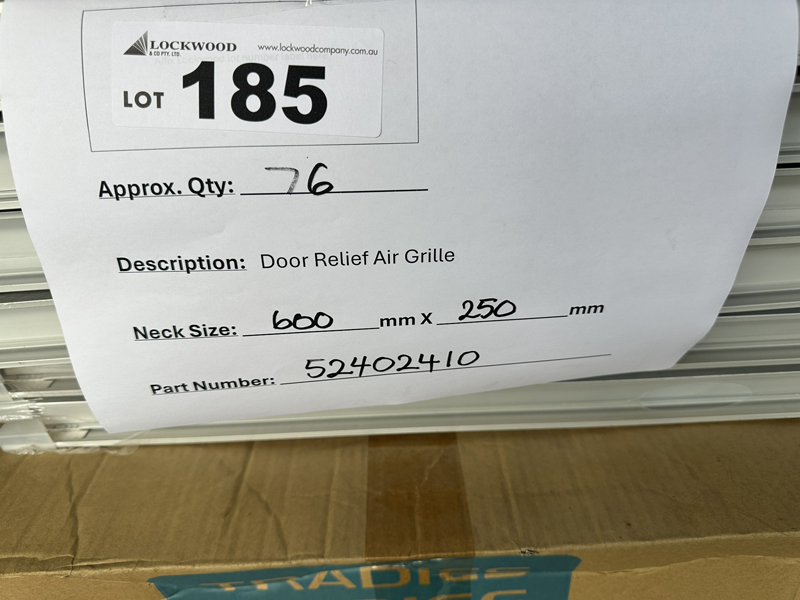 LOCKWOOD
& CO PTY. LTD.
www.lockwoodcompany.com.au
LOT 185
Approx. Qty: 76
Description: Door Relief Air Grille
Neck Size: 600 mm X 250 mm
Part Number: 52402410